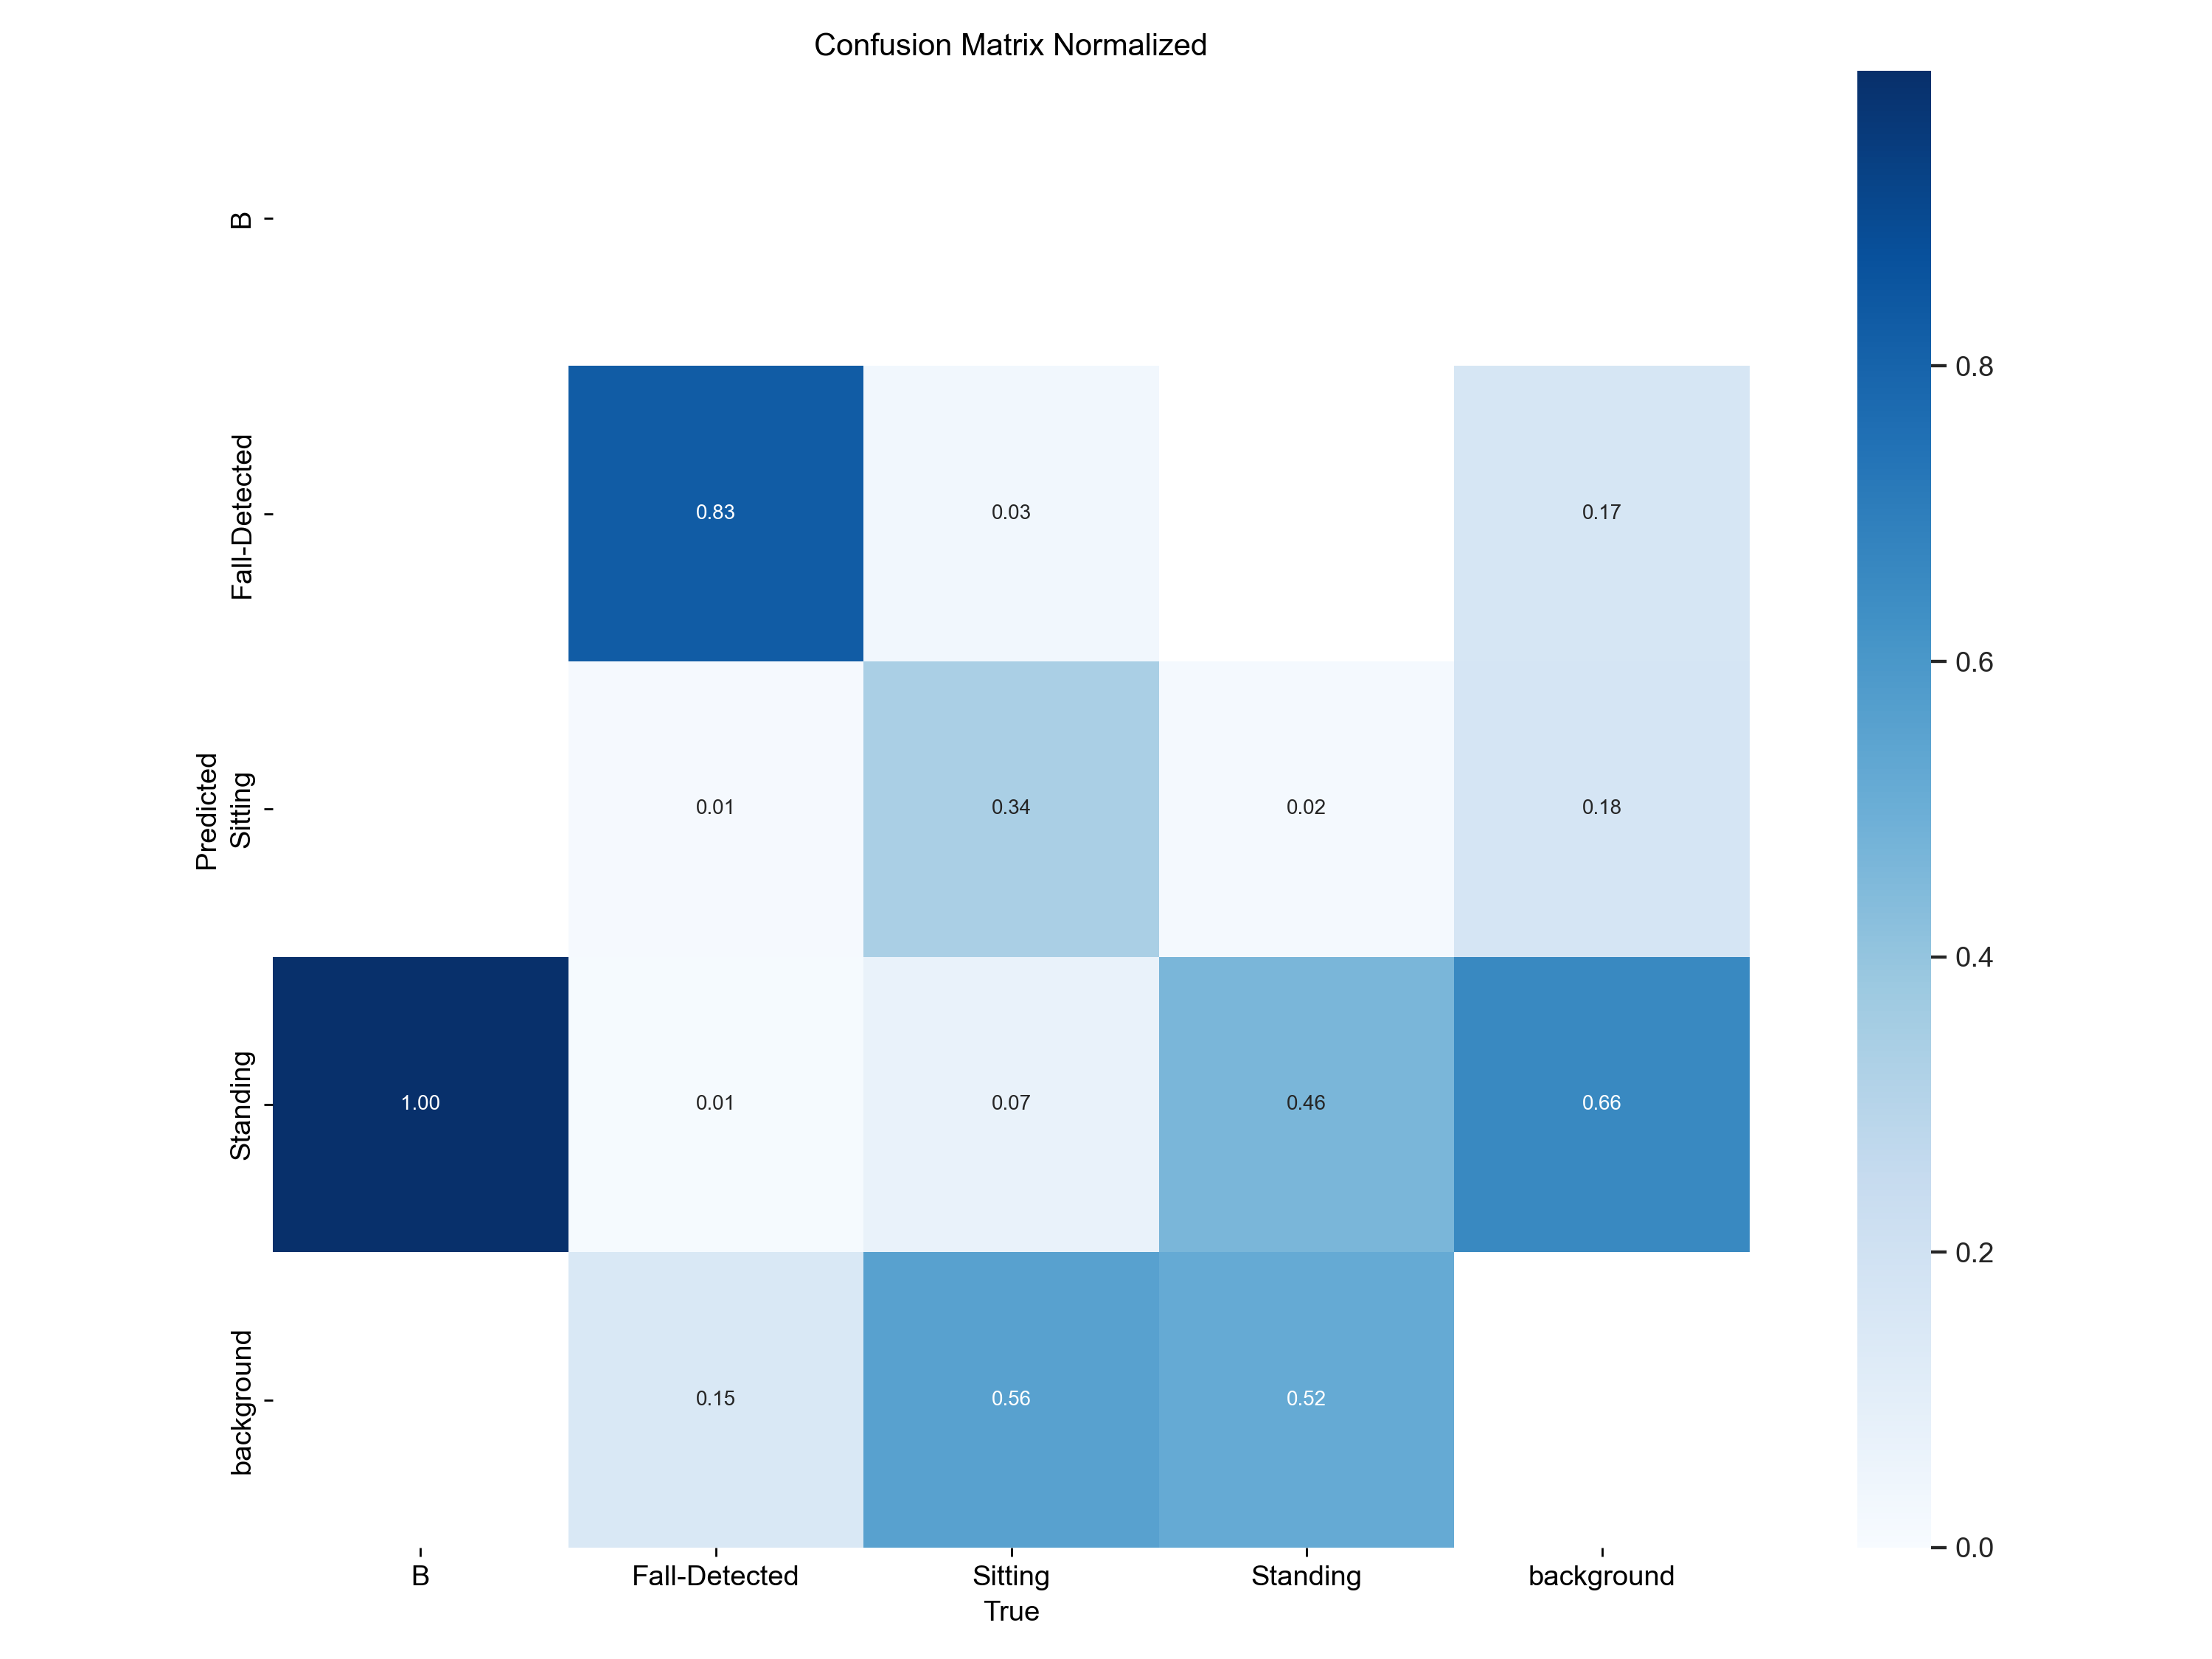 Confusion Matrix Normalized
B
Fall-Detected
0.83
0.03
0.17
0.8
0.6
Predicted
Sitting
0.01
0.34
0.02
0.18
0.4
Standing
1.00
0.01
0.07
0.46
0.66
0.2
background
0.15
0.56
0.52
0.0
B
Fall-Detected
Sitting
Standing
background
True